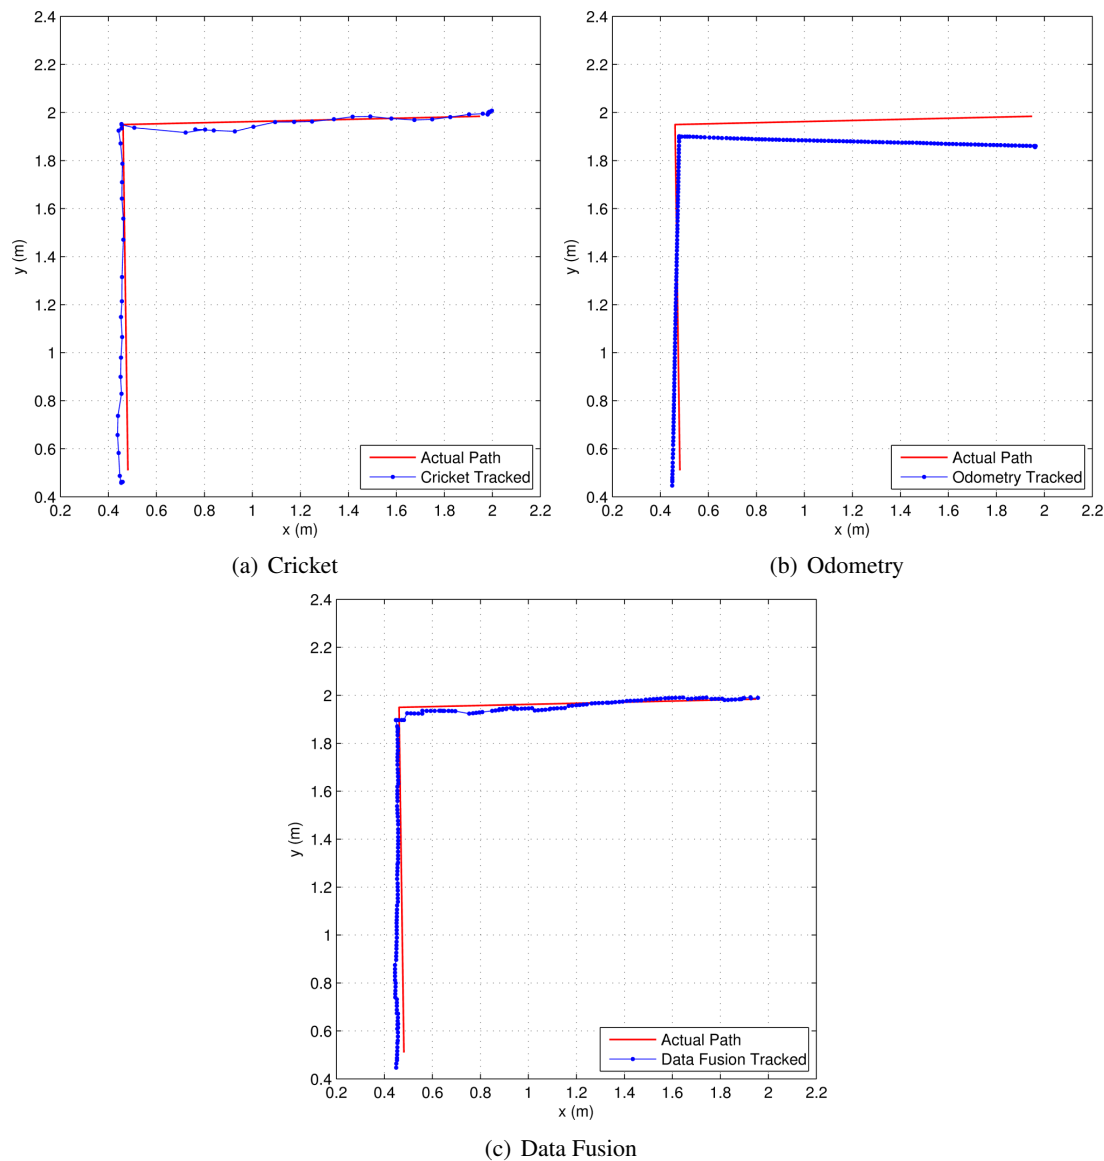 2.4
2.2
2
1.8
1.6
1.4
1.2
1
0.8
0.6
0.4
y (m)
Actual Path
Cricket Tracked
0.2 0.4 0.6 0.8 1 1.2 1.4 1.6 1.8 2 2.2
x (m)
(a) Cricket
2.4
2.2
2
1.8
1.6
1.4
1.2
1
0.8
0.6
0.4
y (m)
Actual Path
Odometry Tracked
0.2 0.4 0.6 0.8 1 1.2 1.4 1.6 1.8 2 2.2
x (m)
(b) Odometry
2.4
2.2
2
1.8
1.6
1.4
1.2
1
0.8
0.6
0.4
y (m)
Actual Path
Data Fusion Tracked
0.2 0.4 0.6 0.8 1 1.2 1.4 1.6 1.8 2 2.2
x (m)
(c) Data Fusion